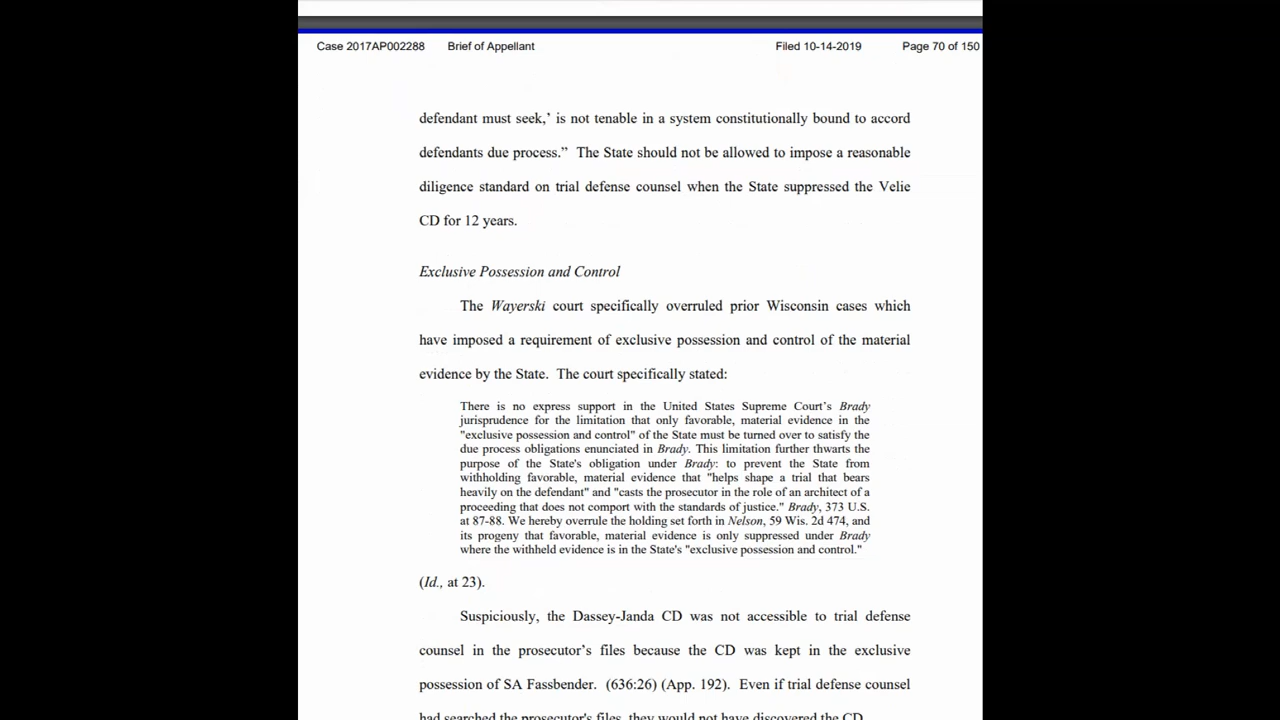 Case 2017AP002288 Brief of Appellant Filed 10-14-2019 Page 70 of 150
defendant must seek,’ is not tenable in a system constitutionally bound to accord
defendants due process.” The State should not be allowed to impose a reasonable
diligence standard on trial defense counsel when the State suppressed the Velie
CD for 12 years.
Exclusive Possession and Control
The Wayerski court specifically overruled prior Wisconsin cases which
have imposed a requirement of exclusive possession and control of the material
evidence by the State. The court specifically stated:
There is no express support in the United States Supreme Court’s Brady
jurisprudence for the limitation that only favorable, material evidence in the
"exclusive possession and control" of the State must be turned over to satisfy the
due process obligations enunciated in Brady. This limitation further thwarts the
purpose of the State's obligation under Brady: to prevent the State from
withholding favorable, material evidence that "helps shape a trial that bears
heavily on the defendant" and "casts the prosecutor in the role of an architect of a
proceeding that does not comport with the standards of justice." Brady, 373 U.S.
at 87-88. We hereby overrule the holding set forth in Nelson, 59 Wis. 2d 474, and
its progeny that favorable, material evidence is only suppressed under Brady
where the withheld evidence is in the State's "exclusive possession and control."
(Id., at 23).
Suspiciously, the Dassey-Janda CD was not accessible to trial defense
counsel in the prosecutor’s files because the CD was kept in the exclusive
possession of SA Fassbender. (636:26) (App. 192). Even if trial defense counsel
had searched the prosecutor's files, they would not have discovered the CD.